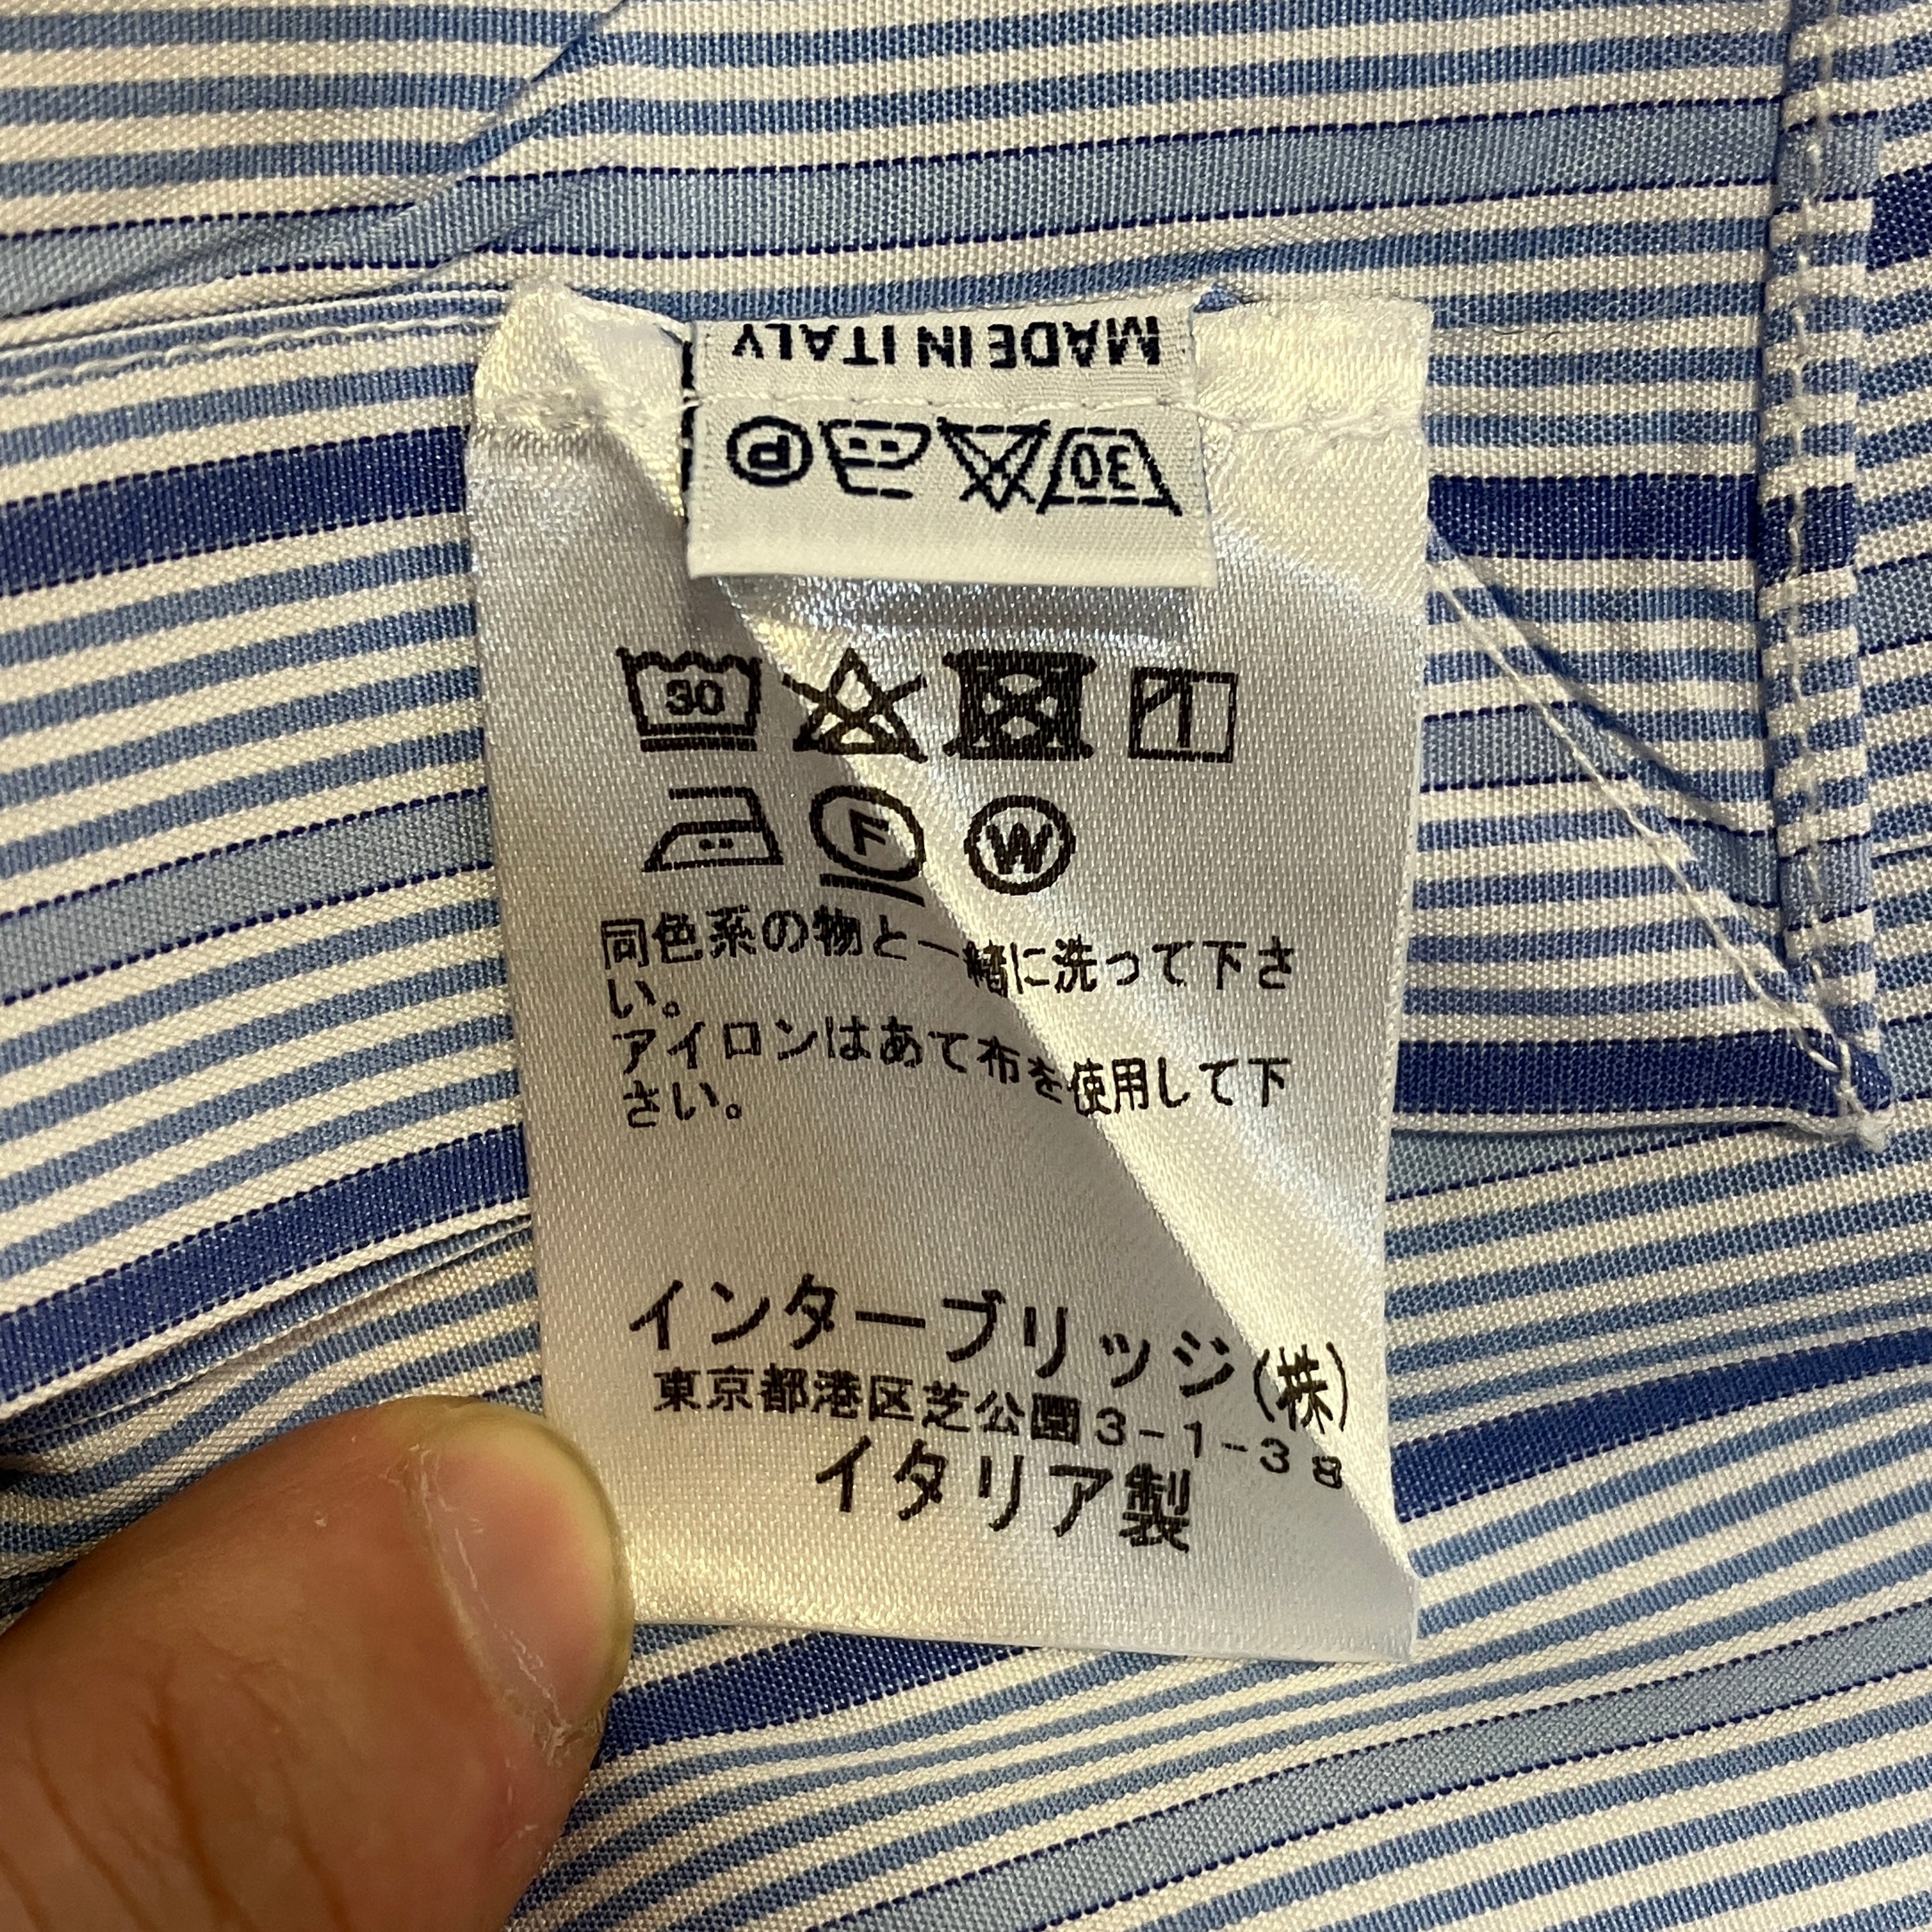 MADE IN ITALY
P 30
30
F W
同色系の物と一緒に洗って下さ
い。
アイロンはあて布を使用して下
さい。
インターブリッジ(株)
東京都港区芝公園3-1-38
イタリア製